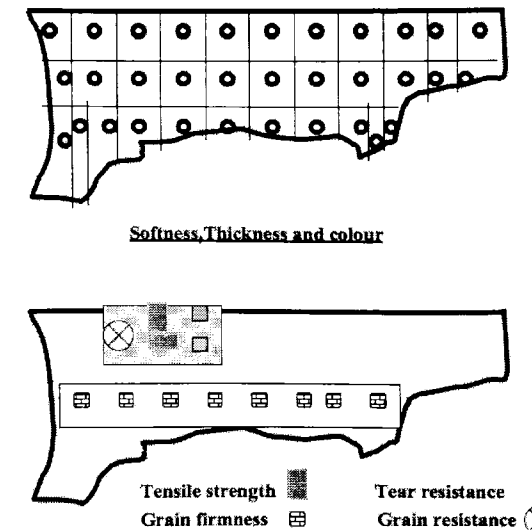 Softness,Thickness and colour
Tensile strength Tear resistance
Grain firmness Grain resistance